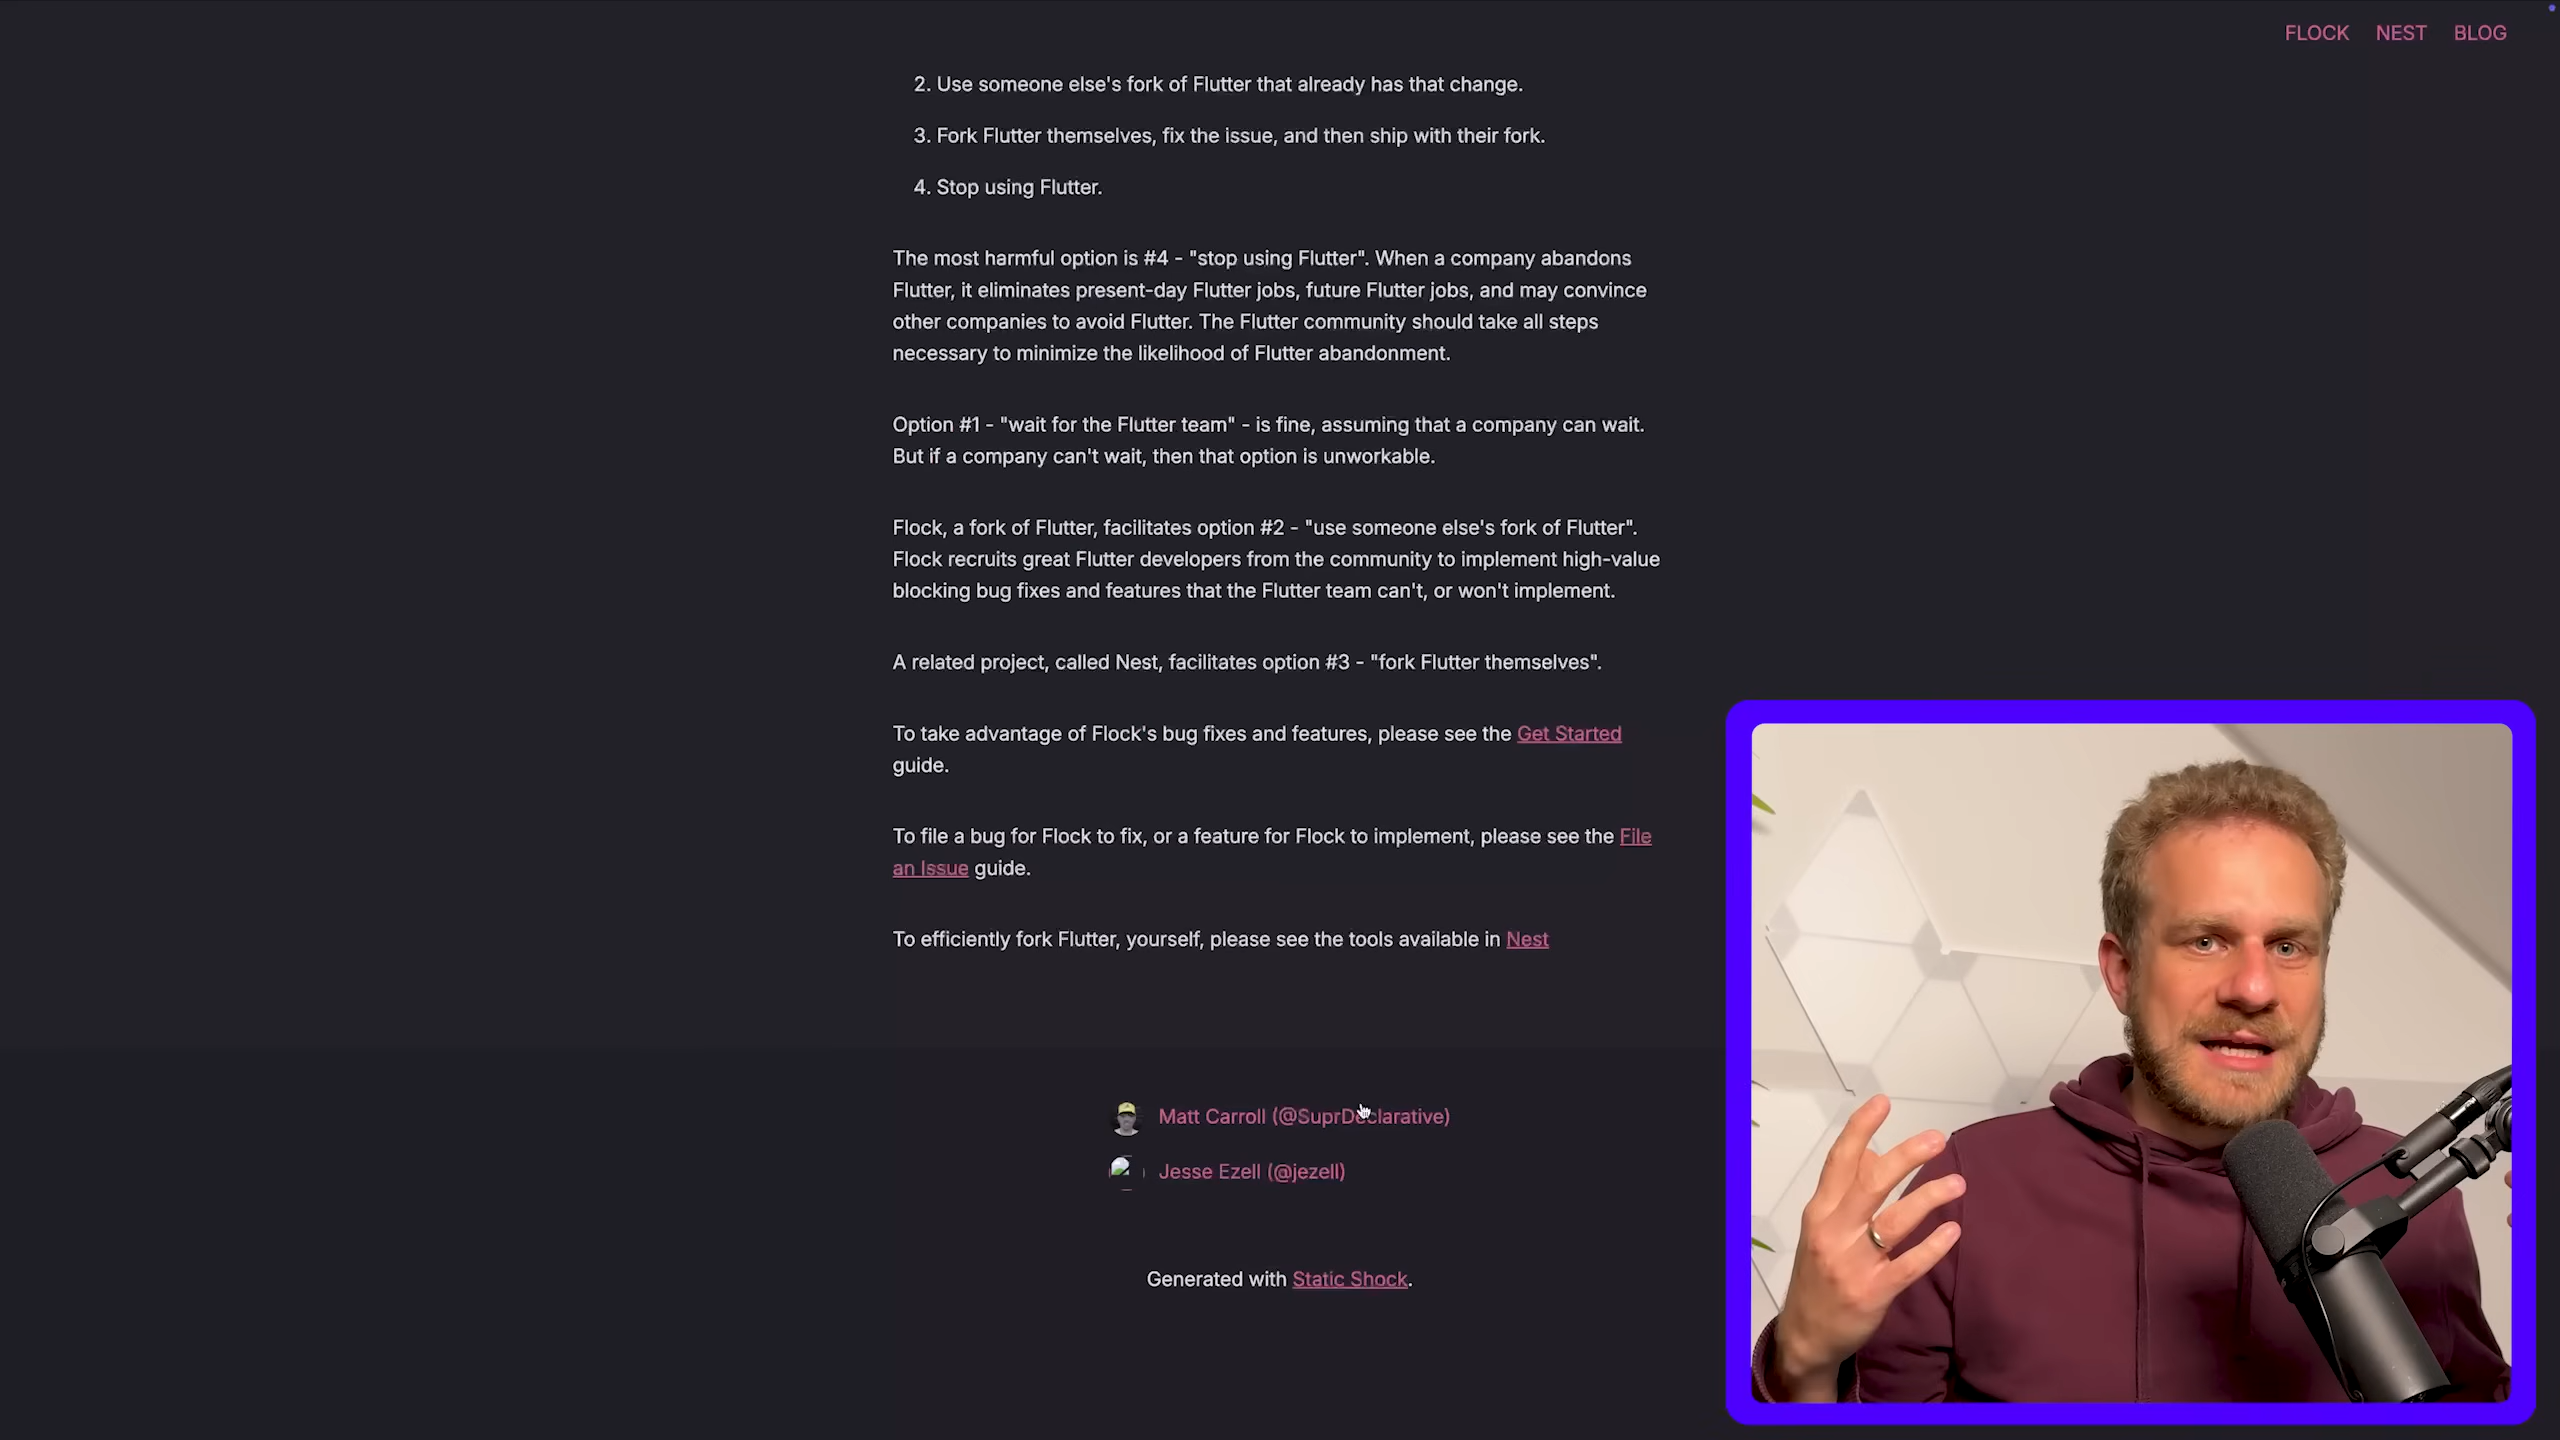 FLOCK NEST BLOG
2. Use someone else's fork of Flutter that already has that change.
3. Fork Flutter themselves, fix the issue, and then ship with their fork.
4. Stop using Flutter.
The most harmful option is #4 - "stop using Flutter". When a company abandons
Flutter, it eliminates present-day Flutter jobs, future Flutter jobs, and may convince
other companies to avoid Flutter. The Flutter community should take all steps
necessary to minimize the likelihood of Flutter abandonment.
Option #1 - "wait for the Flutter team" - is fine, assuming that a company can wait.
But if a company can't wait, then that option is unworkable.
Flock, a fork of Flutter, facilitates option #2 - "use someone else's fork of Flutter".
Flock recruits great Flutter developers from the community to implement high-value
blocking bug fixes and features that the Flutter team can't, or won't implement.
A related project, called Nest, facilitates option #3 - "fork Flutter themselves".
To take advantage of Flock's bug fixes and features, please see the Get Started
guide.
To file a bug for Flock to fix, or a feature for Flock to implement, please see the File
an Issue guide.
To efficiently fork Flutter, yourself, please see the tools available in Nest
Matt Carroll (@SuprDeclarative)
Jesse Ezell (@jezell)
Generated with Static Shock.